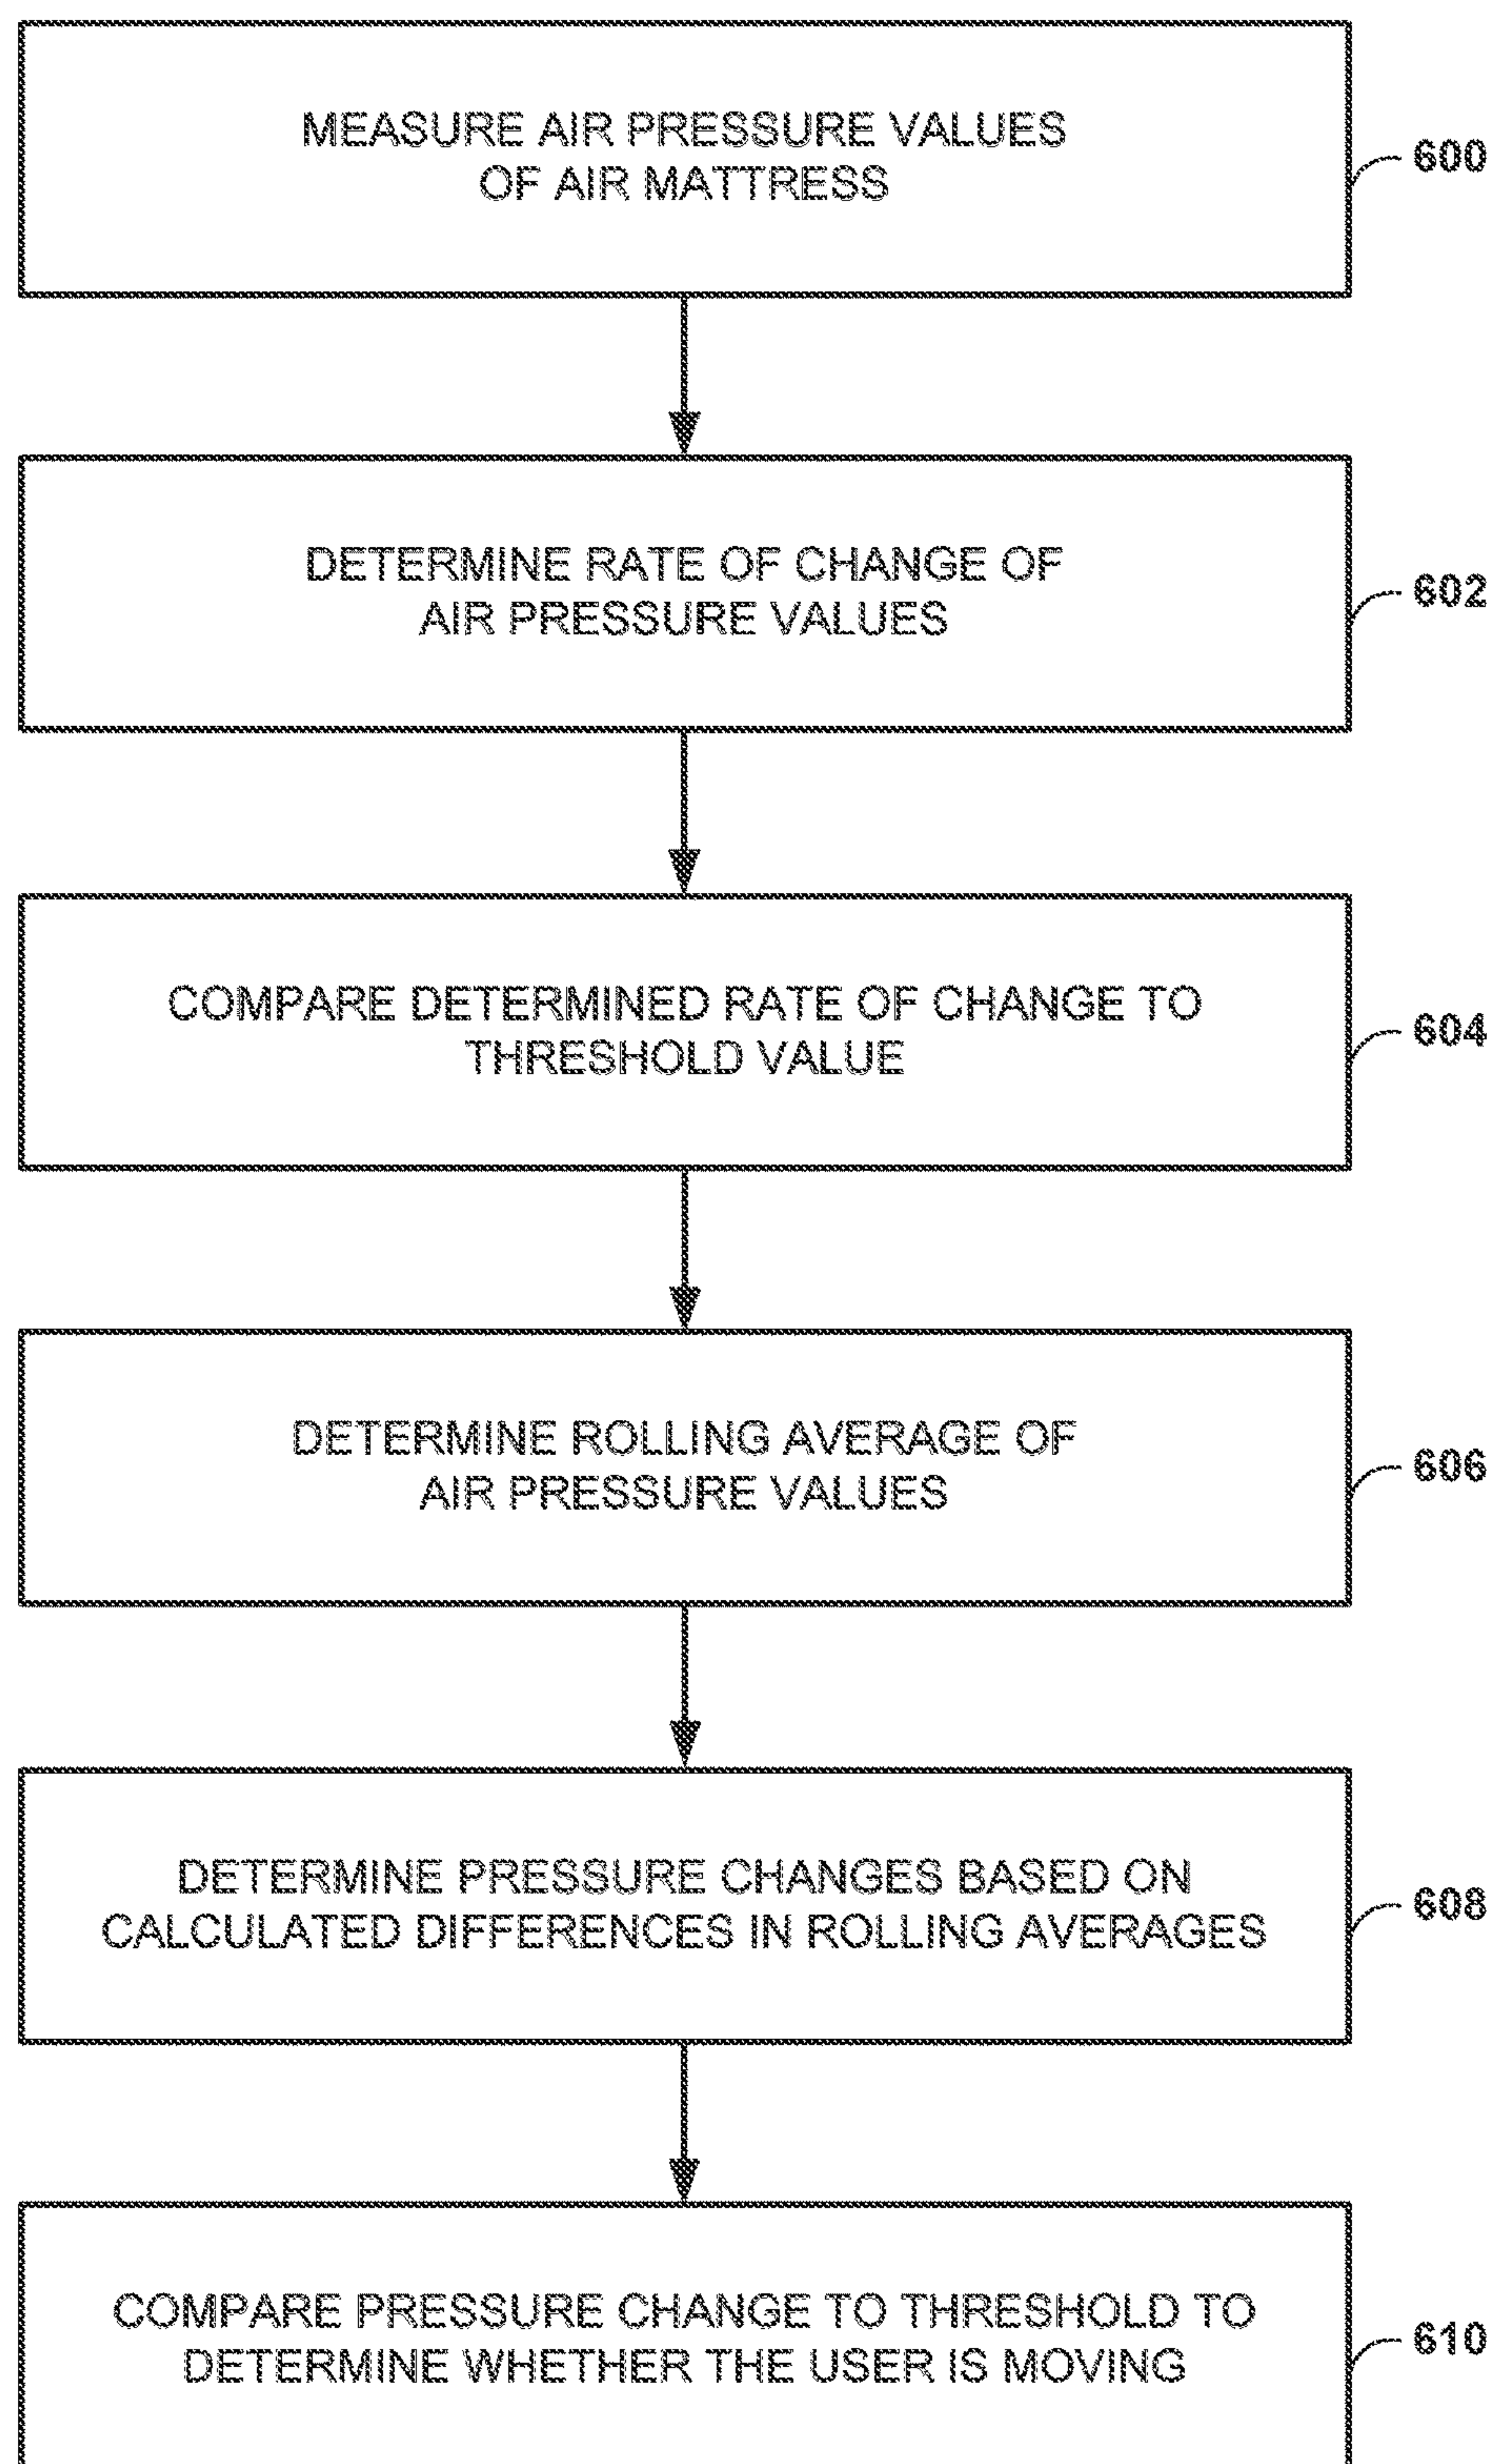 MEASURE AIR PRESSURE VALUES
OF AIR MATTRESS
600
DETERMINE RATE OF CHANGE OF
AIR PRESSURE VALUES
602
COMPARE DETERMINED RATE OF CHANGE TO
THRESHOLD VALUE
604
DETERMINE ROLLING AVERAGE OF
AIR PRESSURE VALUES
606
DETERMINE PRESSURE CHANGES BASED ON
CALCULATED DIFFERENCES IN ROLLING AVERAGES
608
COMPARE PRESSURE CHANGE TO THRESHOLD TO
DETERMINE WHETHER THE USER IS MOVING
610